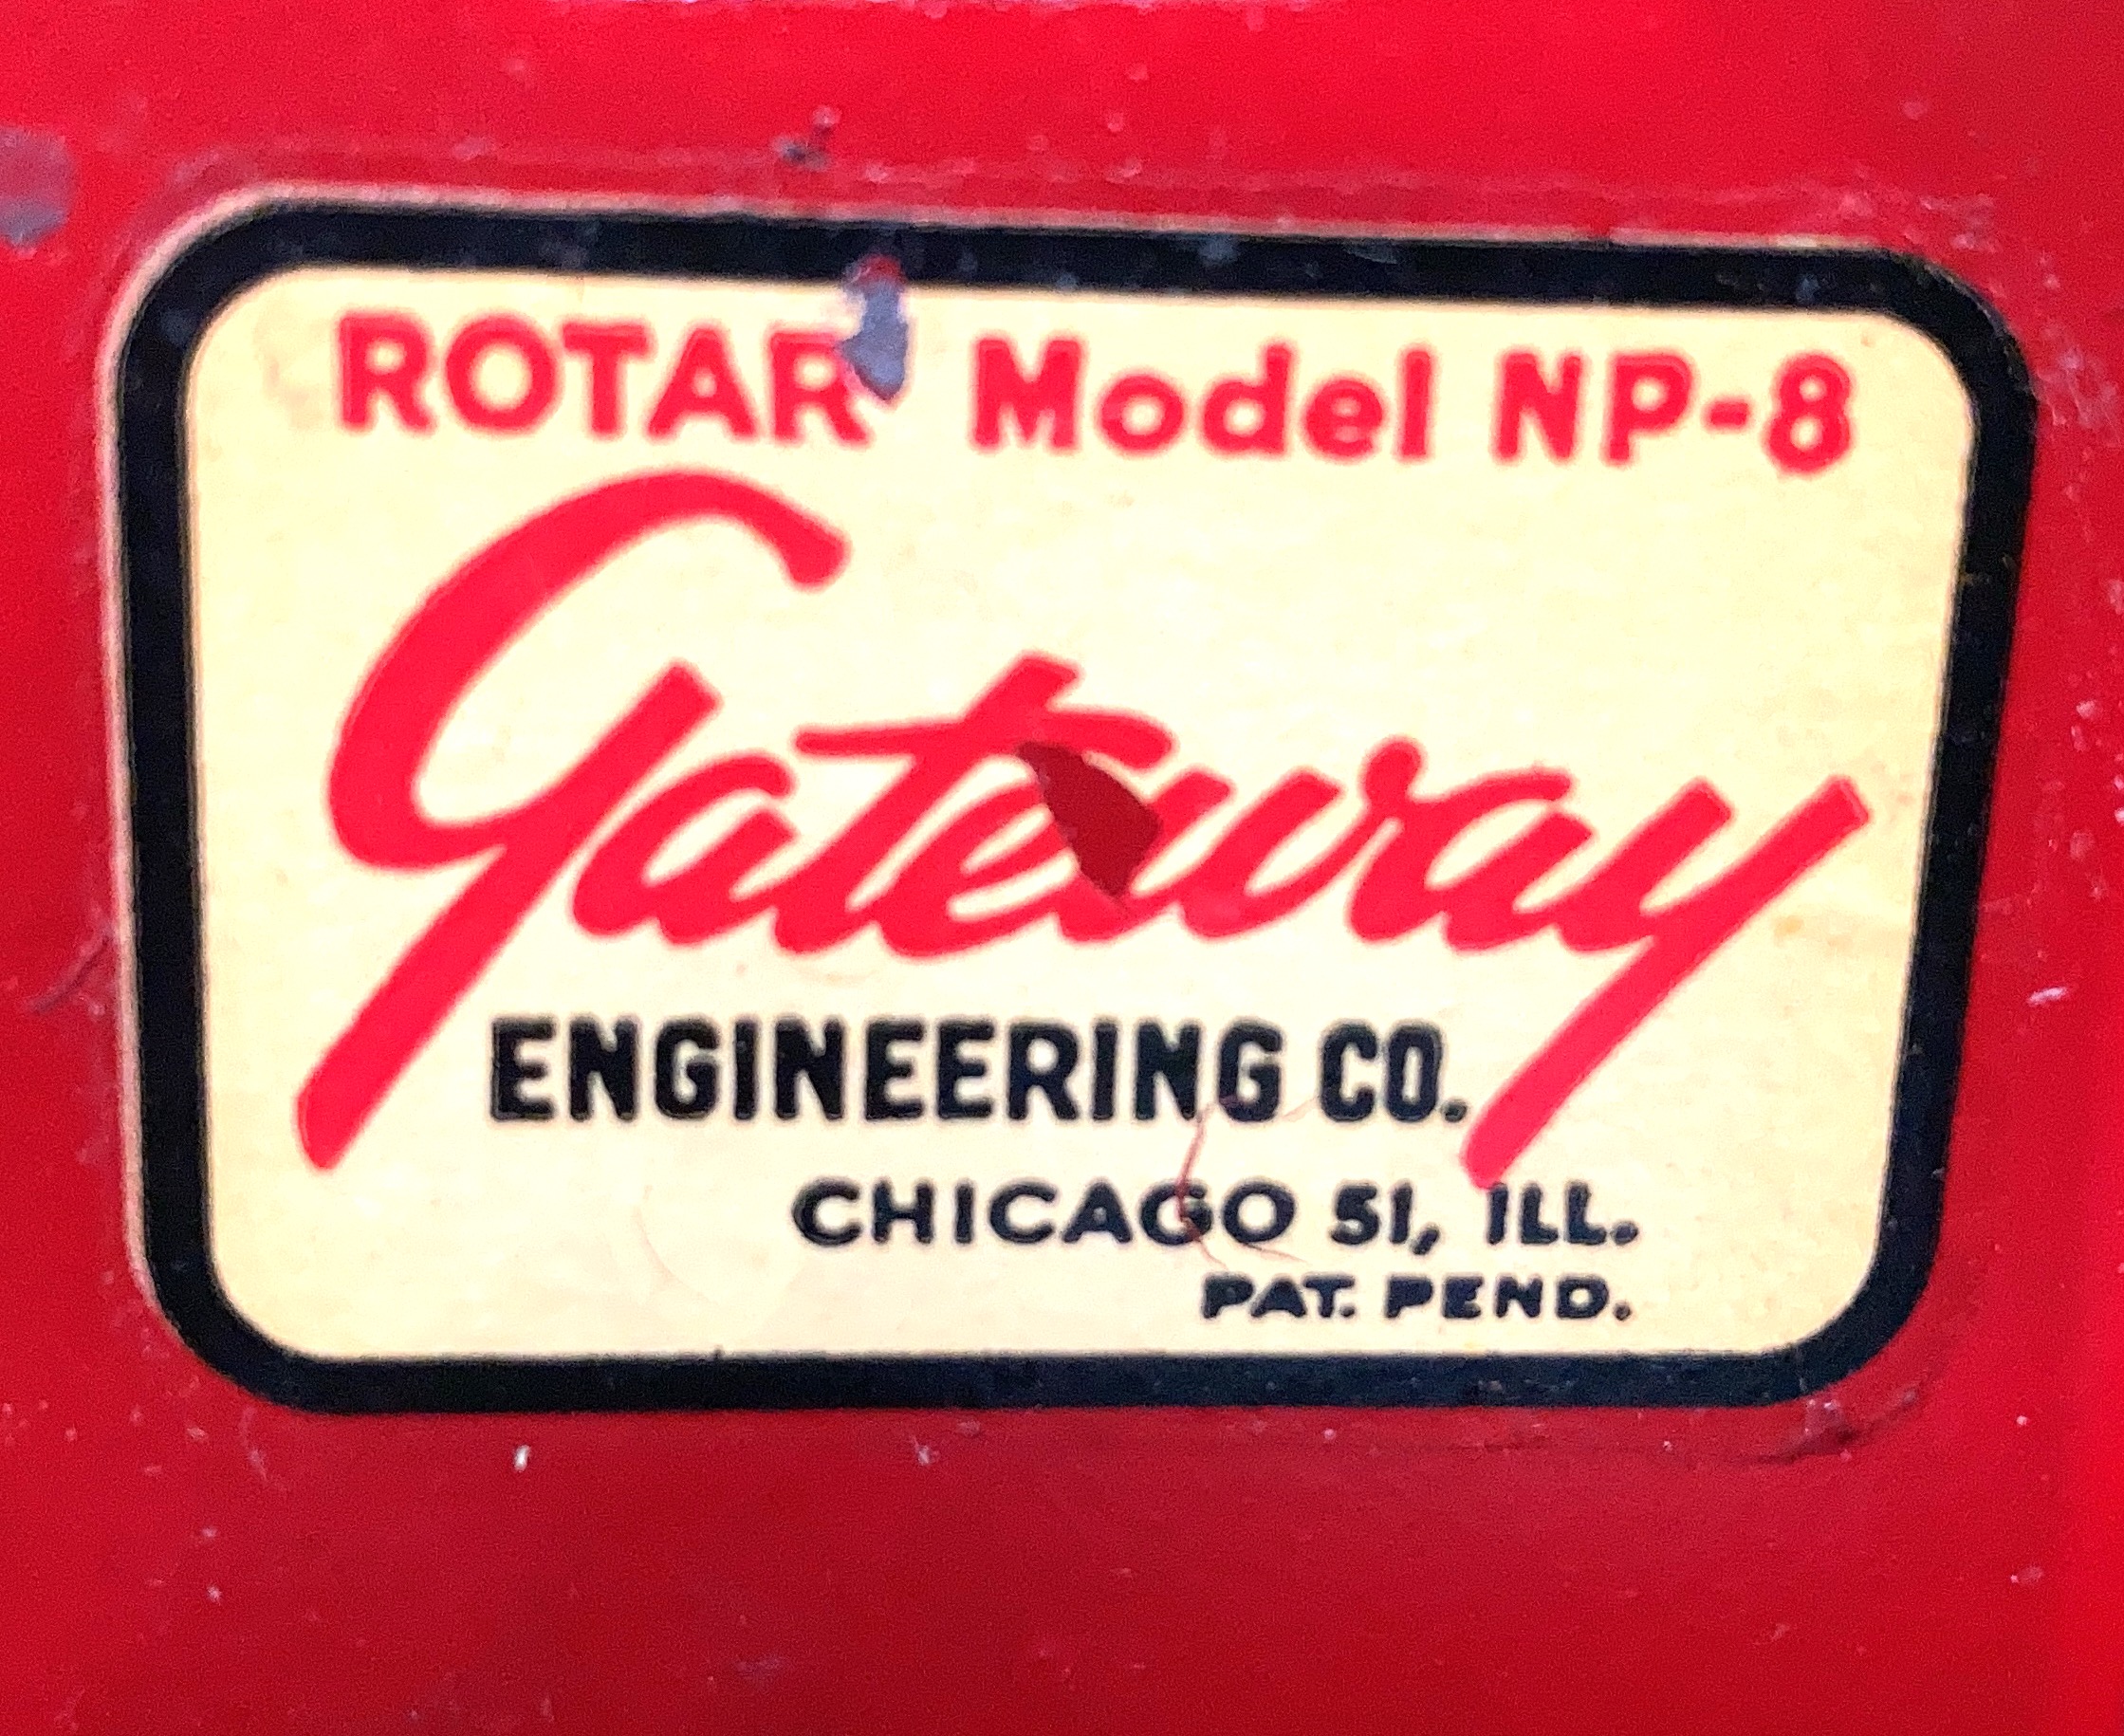 ROTAR Model NP-8
Gateway
ENGINEERING CO.
CHICAGO 51, ILL.
PAT. PEND.